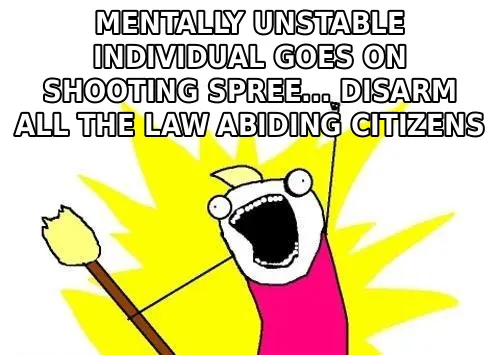 MENTALLY UNSTABLE
INDIVIDUAL GOES ON
SHOOTING SPREE... DISARM
ALL THE LAW ABIDING CITIZENS